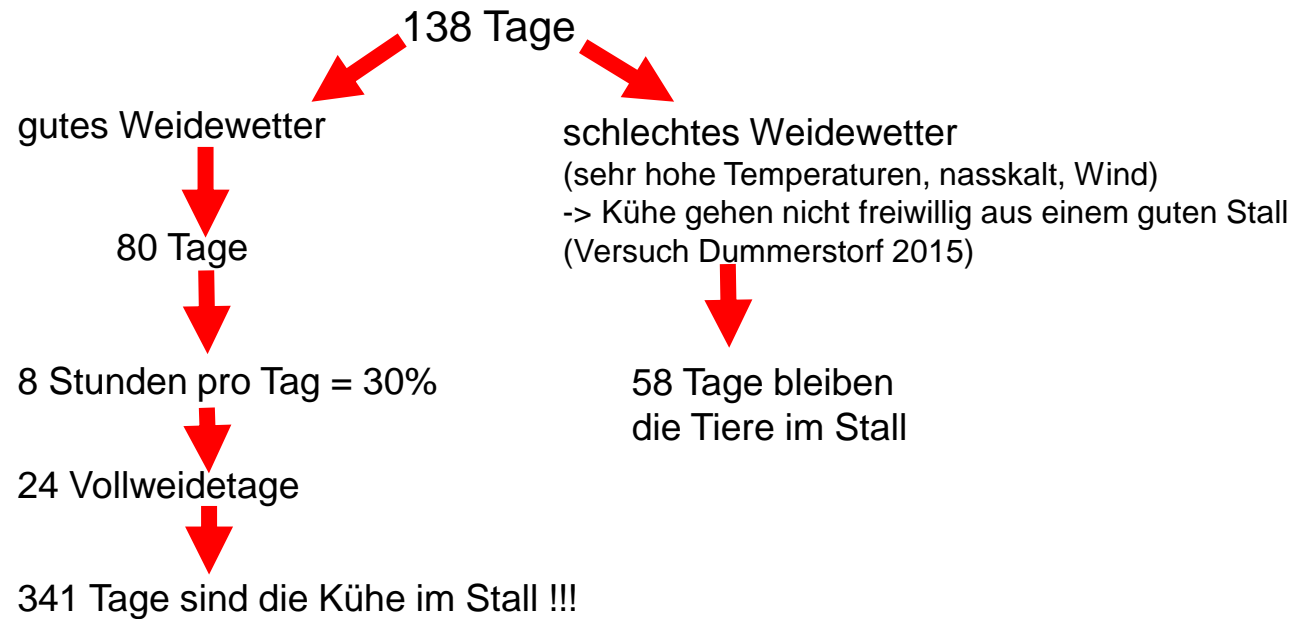 138 Tage
gutes Weidewetter
80 Tage
8 Stunden pro Tag = 30%
24 Vollweidetage
341 Tage sind die Kühe im Stall !!!
schlechtes Weidewetter
(sehr hohe Temperaturen, nasskalt, Wind)
-> Kühe gehen nicht freiwillig aus einem guten Stall
(Versuch Dummerstorf 2015)
58 Tage bleiben
die Tiere im Stall